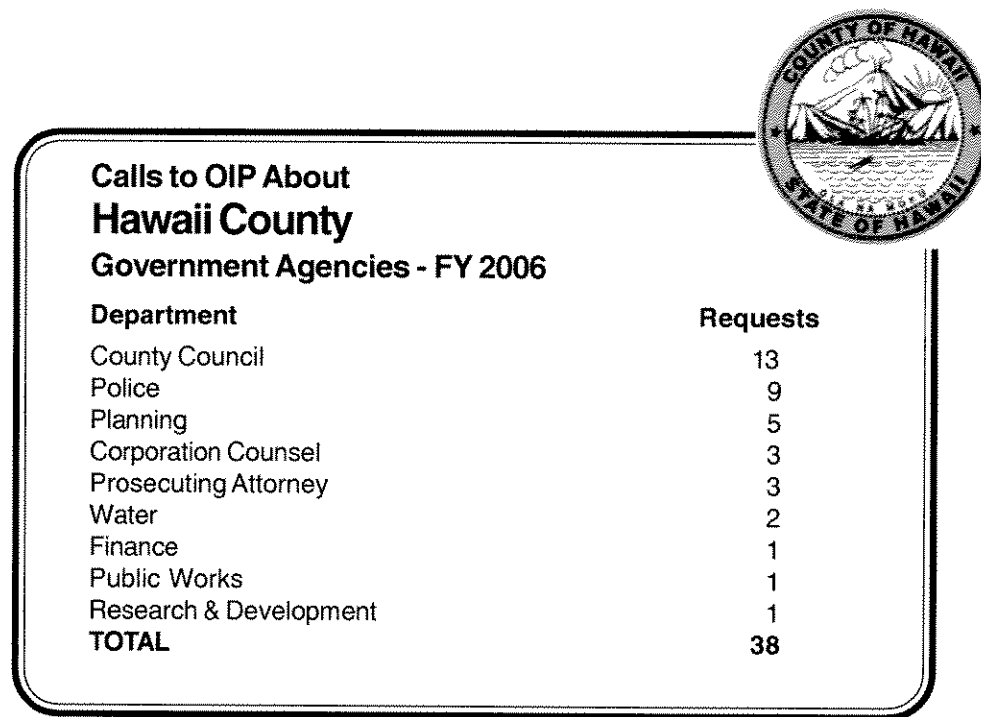 COUNTY OF HAWAII
STATE OF HAWAII
Calls to OIP About
Hawaii County
Government Agencies - FY 2006
Department Requests
County Council 13
Police 9
Planning 5
Corporation Counsel 3
Prosecuting Attorney 3
Water 2
Finance 1
Public Works 1
Research & Development 1
TOTAL 38